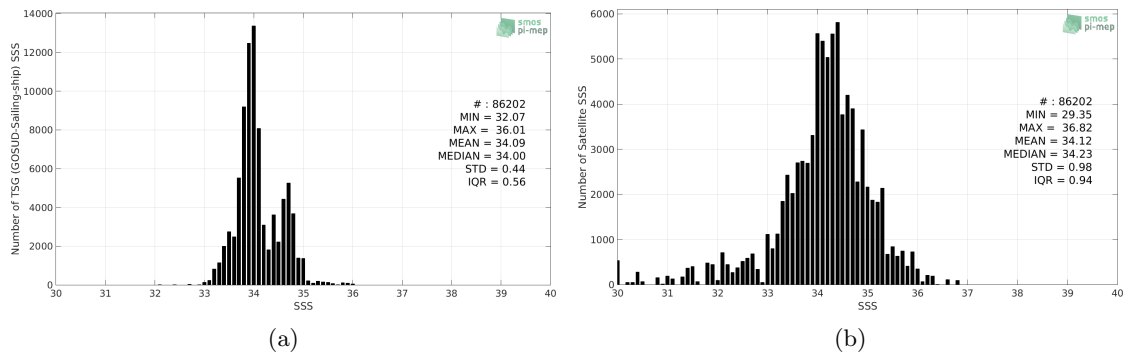 14000
12000
10000
8000
6000
4000
2000
0
Number of TSG (GOSUD-Sailing-ship) SSS
smos
pi-mep
# : 86202
MIN = 32.07
MAX = 36.01
MEAN = 34.09
MEDIAN = 34.00
STD = 0.44
IQR = 0.56
30 31 32 33 34 35 36 37 38 39 40
SSS
(a)
6000
5000
4000
3000
2000
1000
0
Number of Satellite SSS
smos
pi-mep
# : 86202
MIN = 29.35
MAX = 36.82
MEAN = 34.12
MEDIAN = 34.23
STD = 0.98
IQR = 0.94
30 31 32 33 34 35 36 37 38 39 40
SSS
(b)